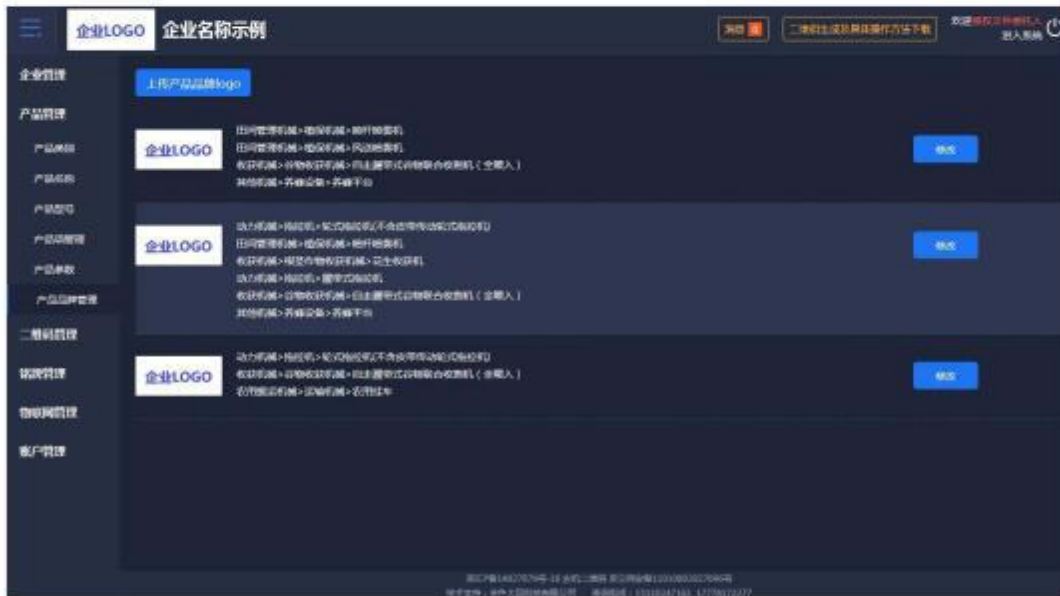 企业LOGO 企业名称示例
消息
二维码生成及具体操作方法下载
欢迎
进入系统
企业管理
产品管理
产品类别
产品名称
产品型号
产品参数
产品品牌管理
二维码管理
铭牌管理
物联网管理
账户管理
上传产品品牌logo
企业LOGO
田间管理机械>植保机械>喷杆喷雾机
田间管理机械>植保机械>风送喷雾机
收获机械>谷物收获机械>自走履带式谷物联合收割机(全喂入)
其他机械>养蜂设备>养蜂平台
修改
企业LOGO
动力机械>拖拉机>轮式拖拉机(不含皮带传动轮式拖拉机)
田间管理机械>植保机械>喷杆喷雾机
收获机械>根茎作物收获机械>花生收获机
动力机械>拖拉机>履带式拖拉机
收获机械>谷物收获机械>自走履带式谷物联合收割机(全喂入)
其他机械>养蜂设备>养蜂平台
修改
企业LOGO
动力机械>拖拉机>轮式拖拉机(不含皮带传动轮式拖拉机)
收获机械>谷物收获机械>自走履带式谷物联合收割机(全喂入)
农用搬运机械>运输机械>农用挂车
修改